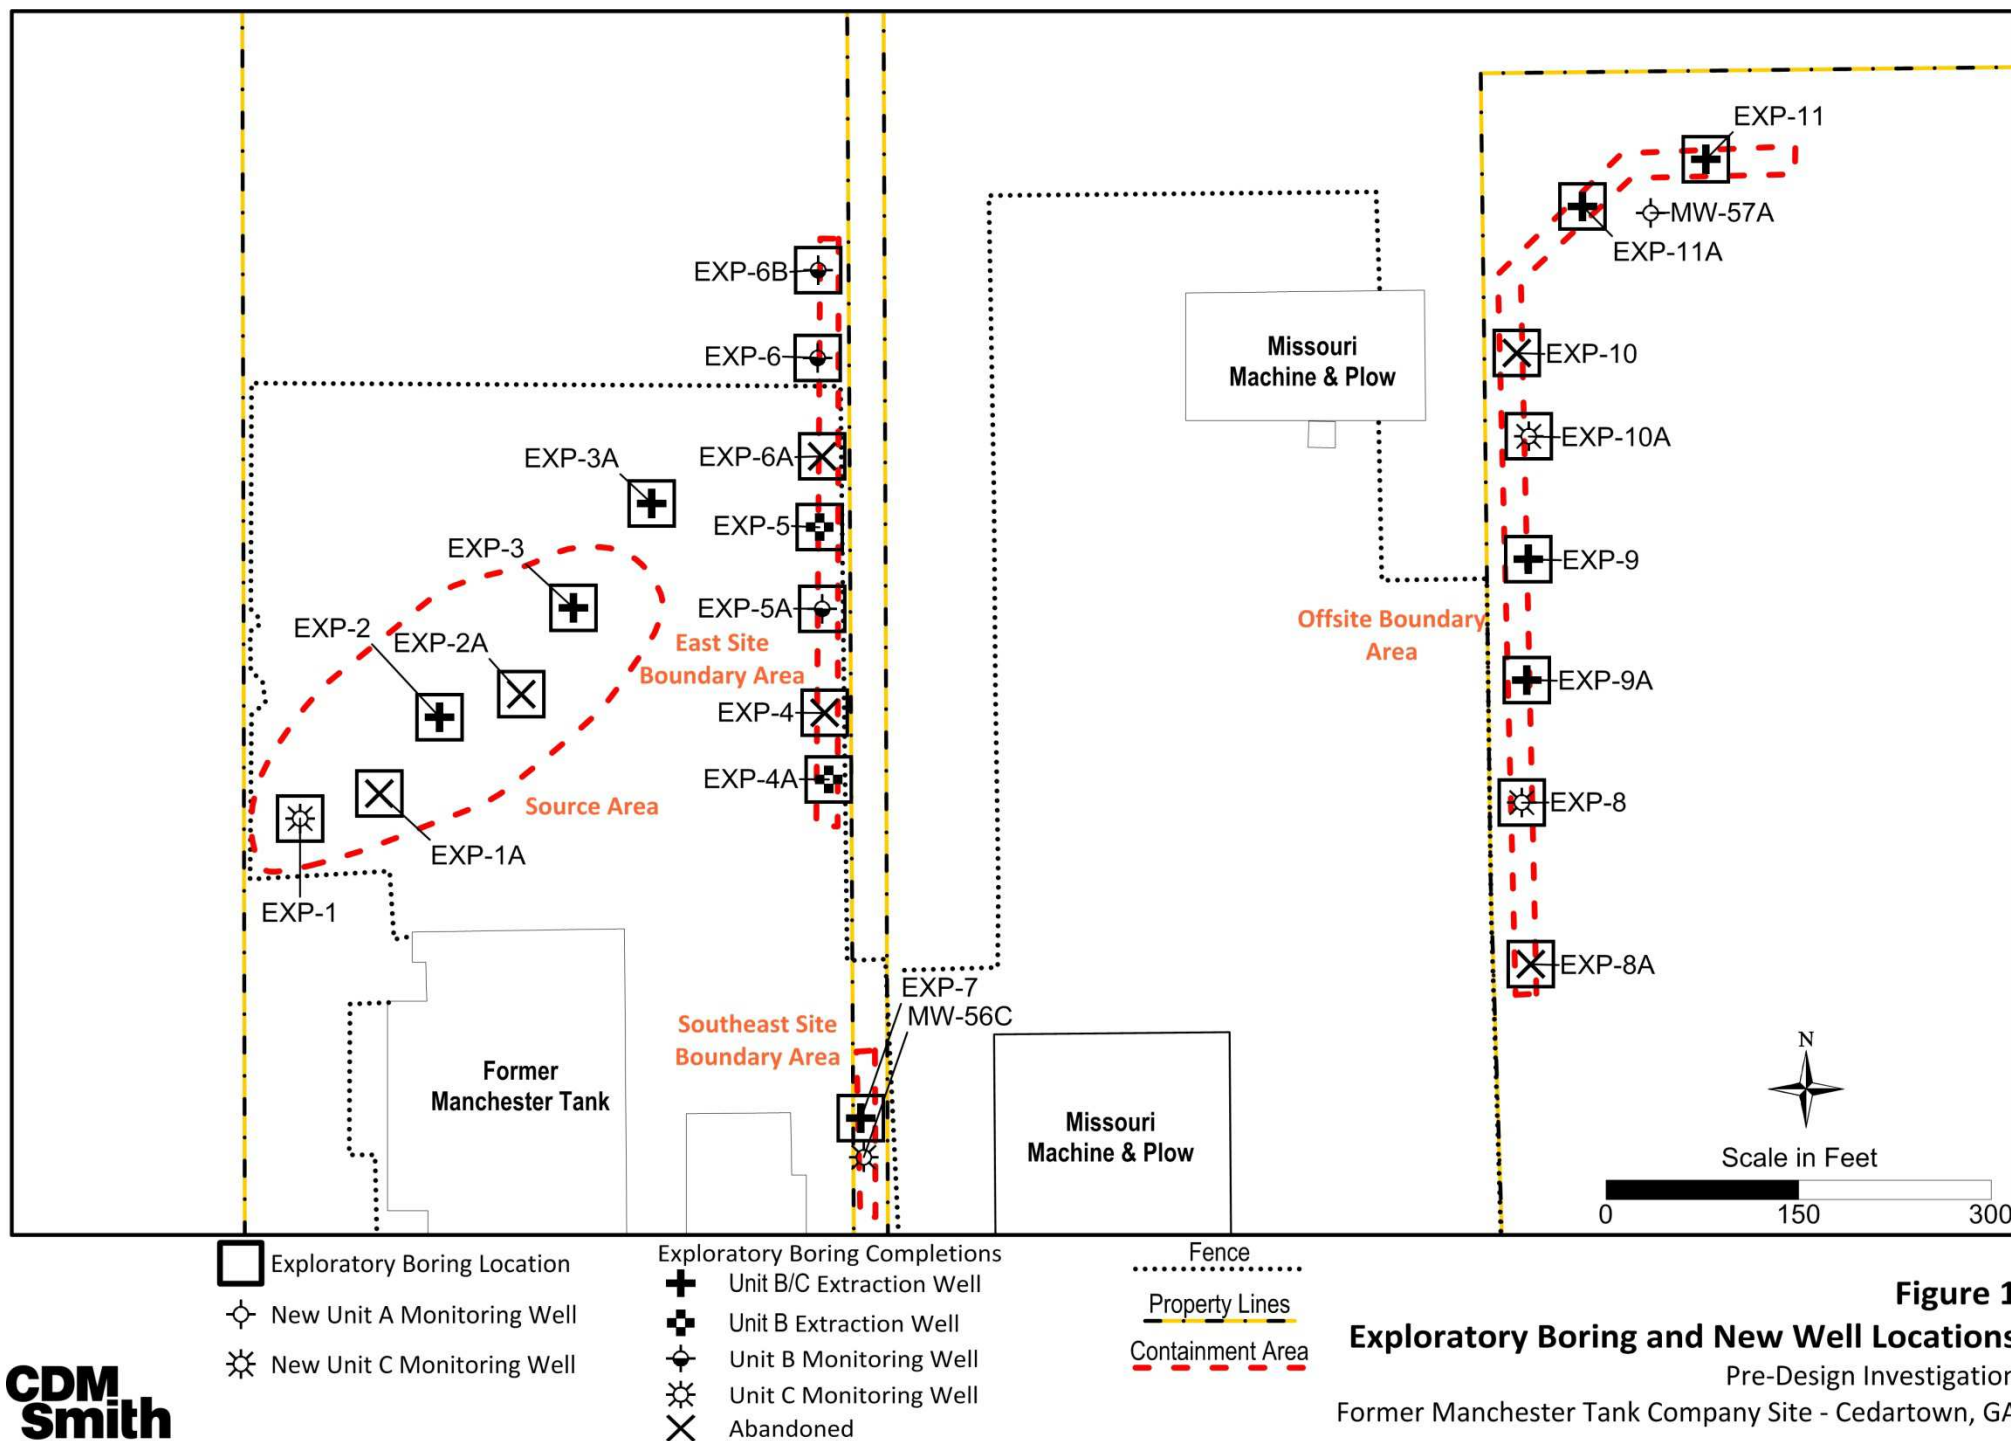 EXP-11
MW-57A
EXP-11A
EXP-6B
EXP-6
Missouri
Machine & Plow
EXP-10
EXP-10A
EXP-3A
EXP-6A
EXP-5
EXP-3
EXP-9
EXP-5A
EXP-2
EXP-2A
East Site
Boundary Area
Offsite Boundary
Area
EXP-9A
EXP-4
EXP-4A
Source Area
EXP-8
EXP-1A
EXP-1
EXP-8A
EXP-7
MW-56C
Southeast Site
Boundary Area
Former
Manchester Tank
Missouri
Machine & Plow
N
Scale in Feet
0 150 300
Exploratory Boring Location
New Unit A Monitoring Well
New Unit C Monitoring Well
Exploratory Boring Completions
Unit B/C Extraction Well
Unit B Extraction Well
Unit B Monitoring Well
Unit C Monitoring Well
Abandoned
Fence
Property Lines
Containment Area
Figure 1
Exploratory Boring and New Well Locations
Pre-Design Investigation
Former Manchester Tank Company Site - Cedartown, GA
CDM
Smith